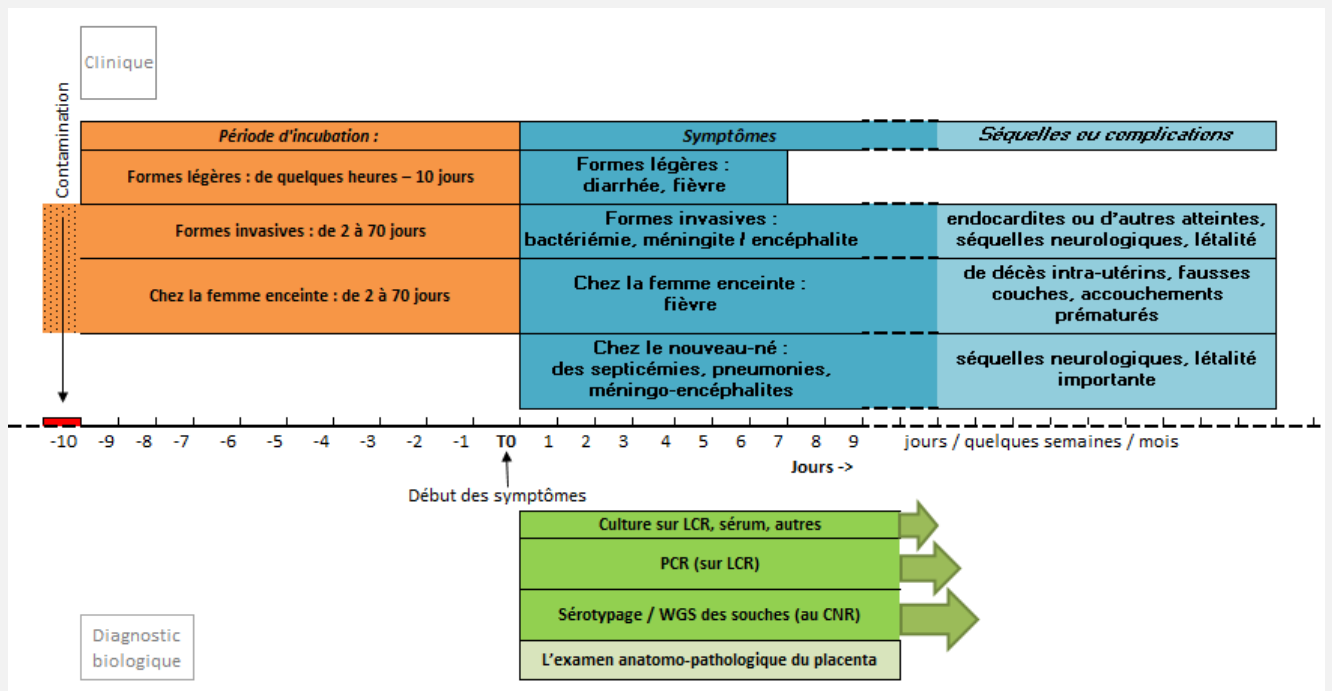 Clinique
Contamination
Période d'incubation :
Symptômes
Séquelles ou complications
Formes légères : de quelques heures – 10 jours
Formes légères :
diarrhée, fièvre
Formes invasives : de 2 à 70 jours
Formes invasives :
bactériémie, méningite / encéphalite
endocardites ou d'autres atteintes,
séquelles neurologiques, létalité
Chez la femme enceinte : de 2 à 70 jours
Chez la femme enceinte :
fièvre
de décès intra-utérins, fausses
couches, accouchements
prématurés
Chez le nouveau-né :
des septicémies, pneumonies,
méningo-encéphalites
séquelles neurologiques, létalité
importante
-10 -9 -8 -7 -6 -5 -4 -3 -2 -1 T0 1 2 3 4 5 6 7 8 9 jours / quelques semaines / mois
Jours ->
Début des symptômes
Culture sur LCR, sérum, autres
PCR (sur LCR)
Sérotypage / WGS des souches (au CNR)
L'examen anatomo-pathologique du placenta
Diagnostic
biologique